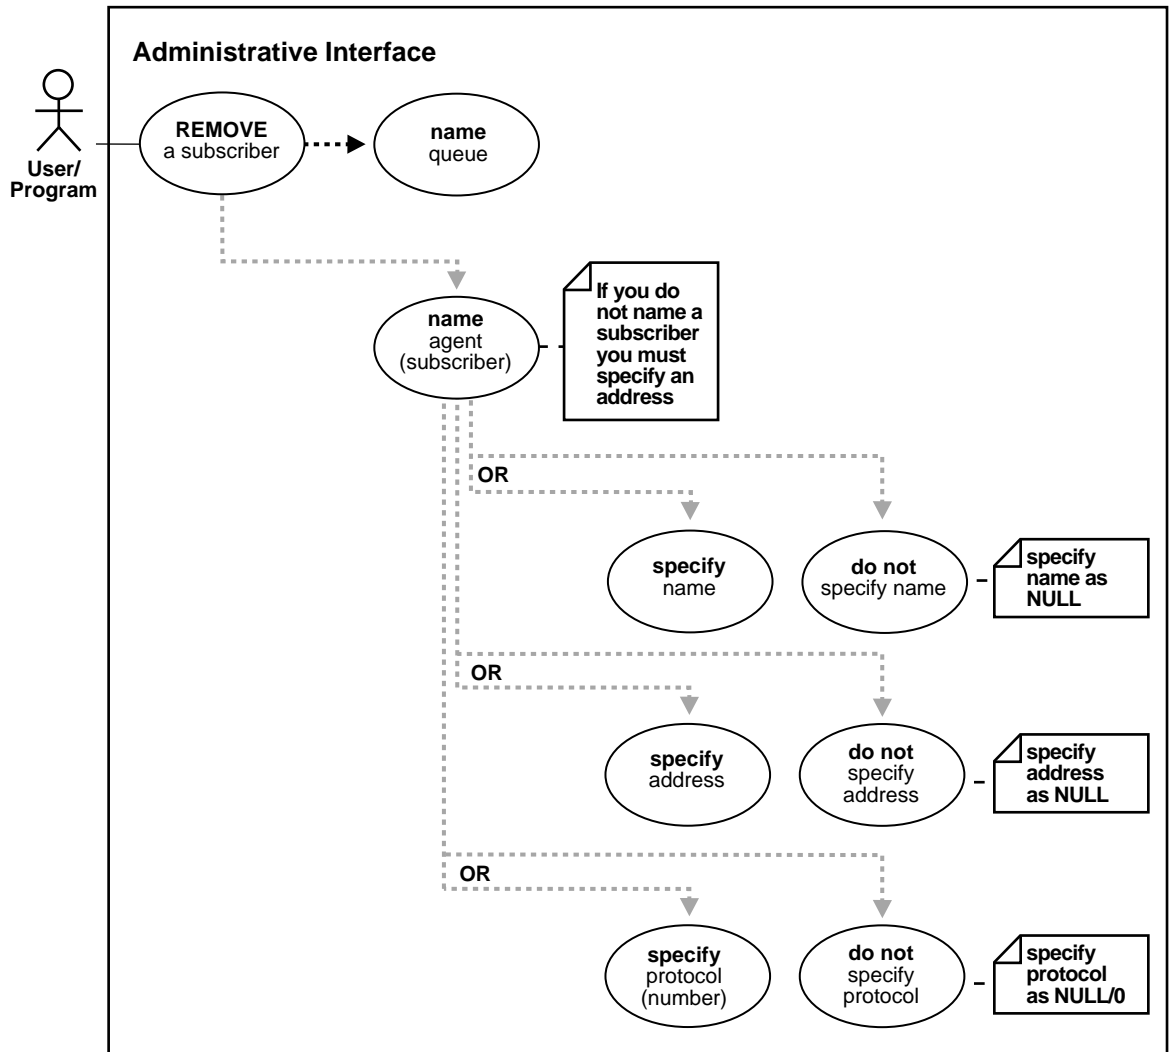 Administrative Interface
User/
Program
REMOVE
a subscriber
name
queue
name
agent
(subscriber)
If you do
not name a
subscriber
you must
specify an
address
OR
specify
name
do not
specify name
specify
name as
NULL
OR
specify
address
do not
specify
address
specify
address
as NULL
OR
specify
protocol
(number)
do not
specify
protocol
specify
protocol
as NULL/0